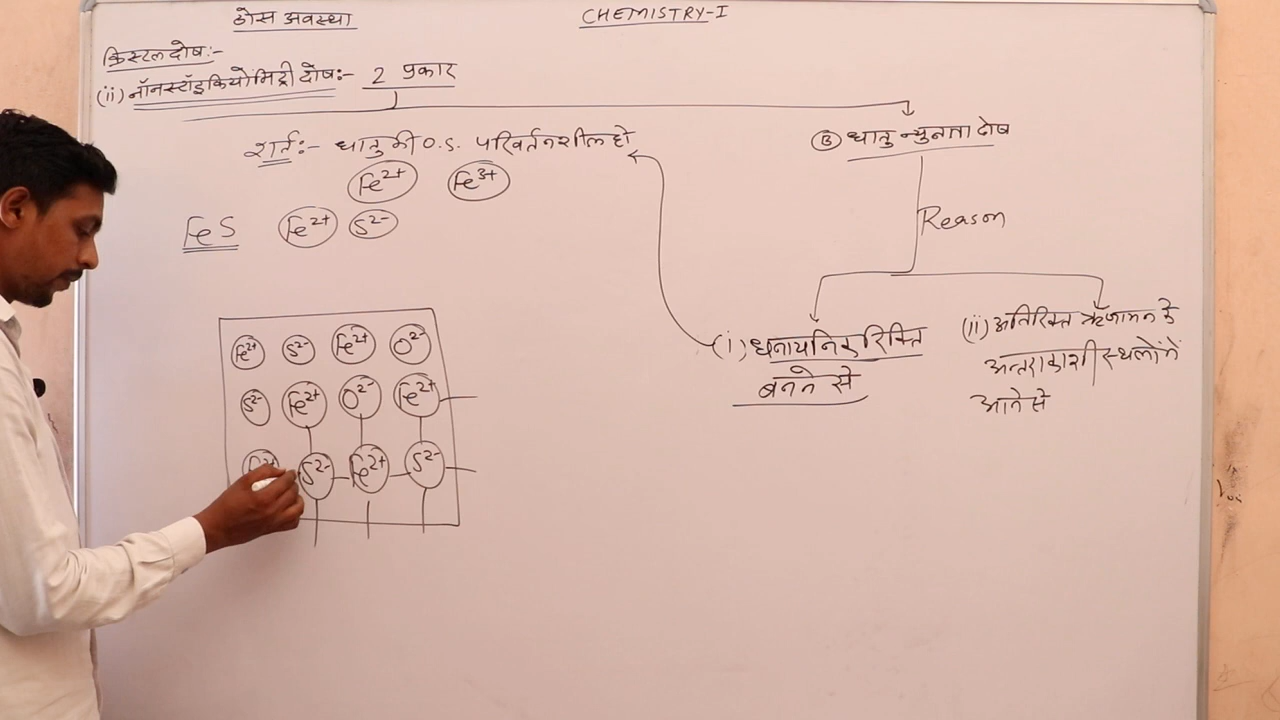 ठोस अवस्था
CHEMISTRY-I
क्रिस्टल दोष:-
(ii) नॉनस्टॉइकियोमिट्री दोष:- 2 प्रकार
शर्त:- धातु की O.S. परिवर्तनशील हो
Fe2+ Fe3+
FeS Fe2+ S2-
(B) धातु न्युनता दोष
Reason
(i) धनायनिक रिक्ति
बनने से
(ii) अतिरिक्त ऋणायन के
अन्तराकाशी स्थलों में
आने से
Fe2+ S2- Fe2+ O2-
S2- Fe2+ O2- Fe2+
S2- Fe2+ S2-